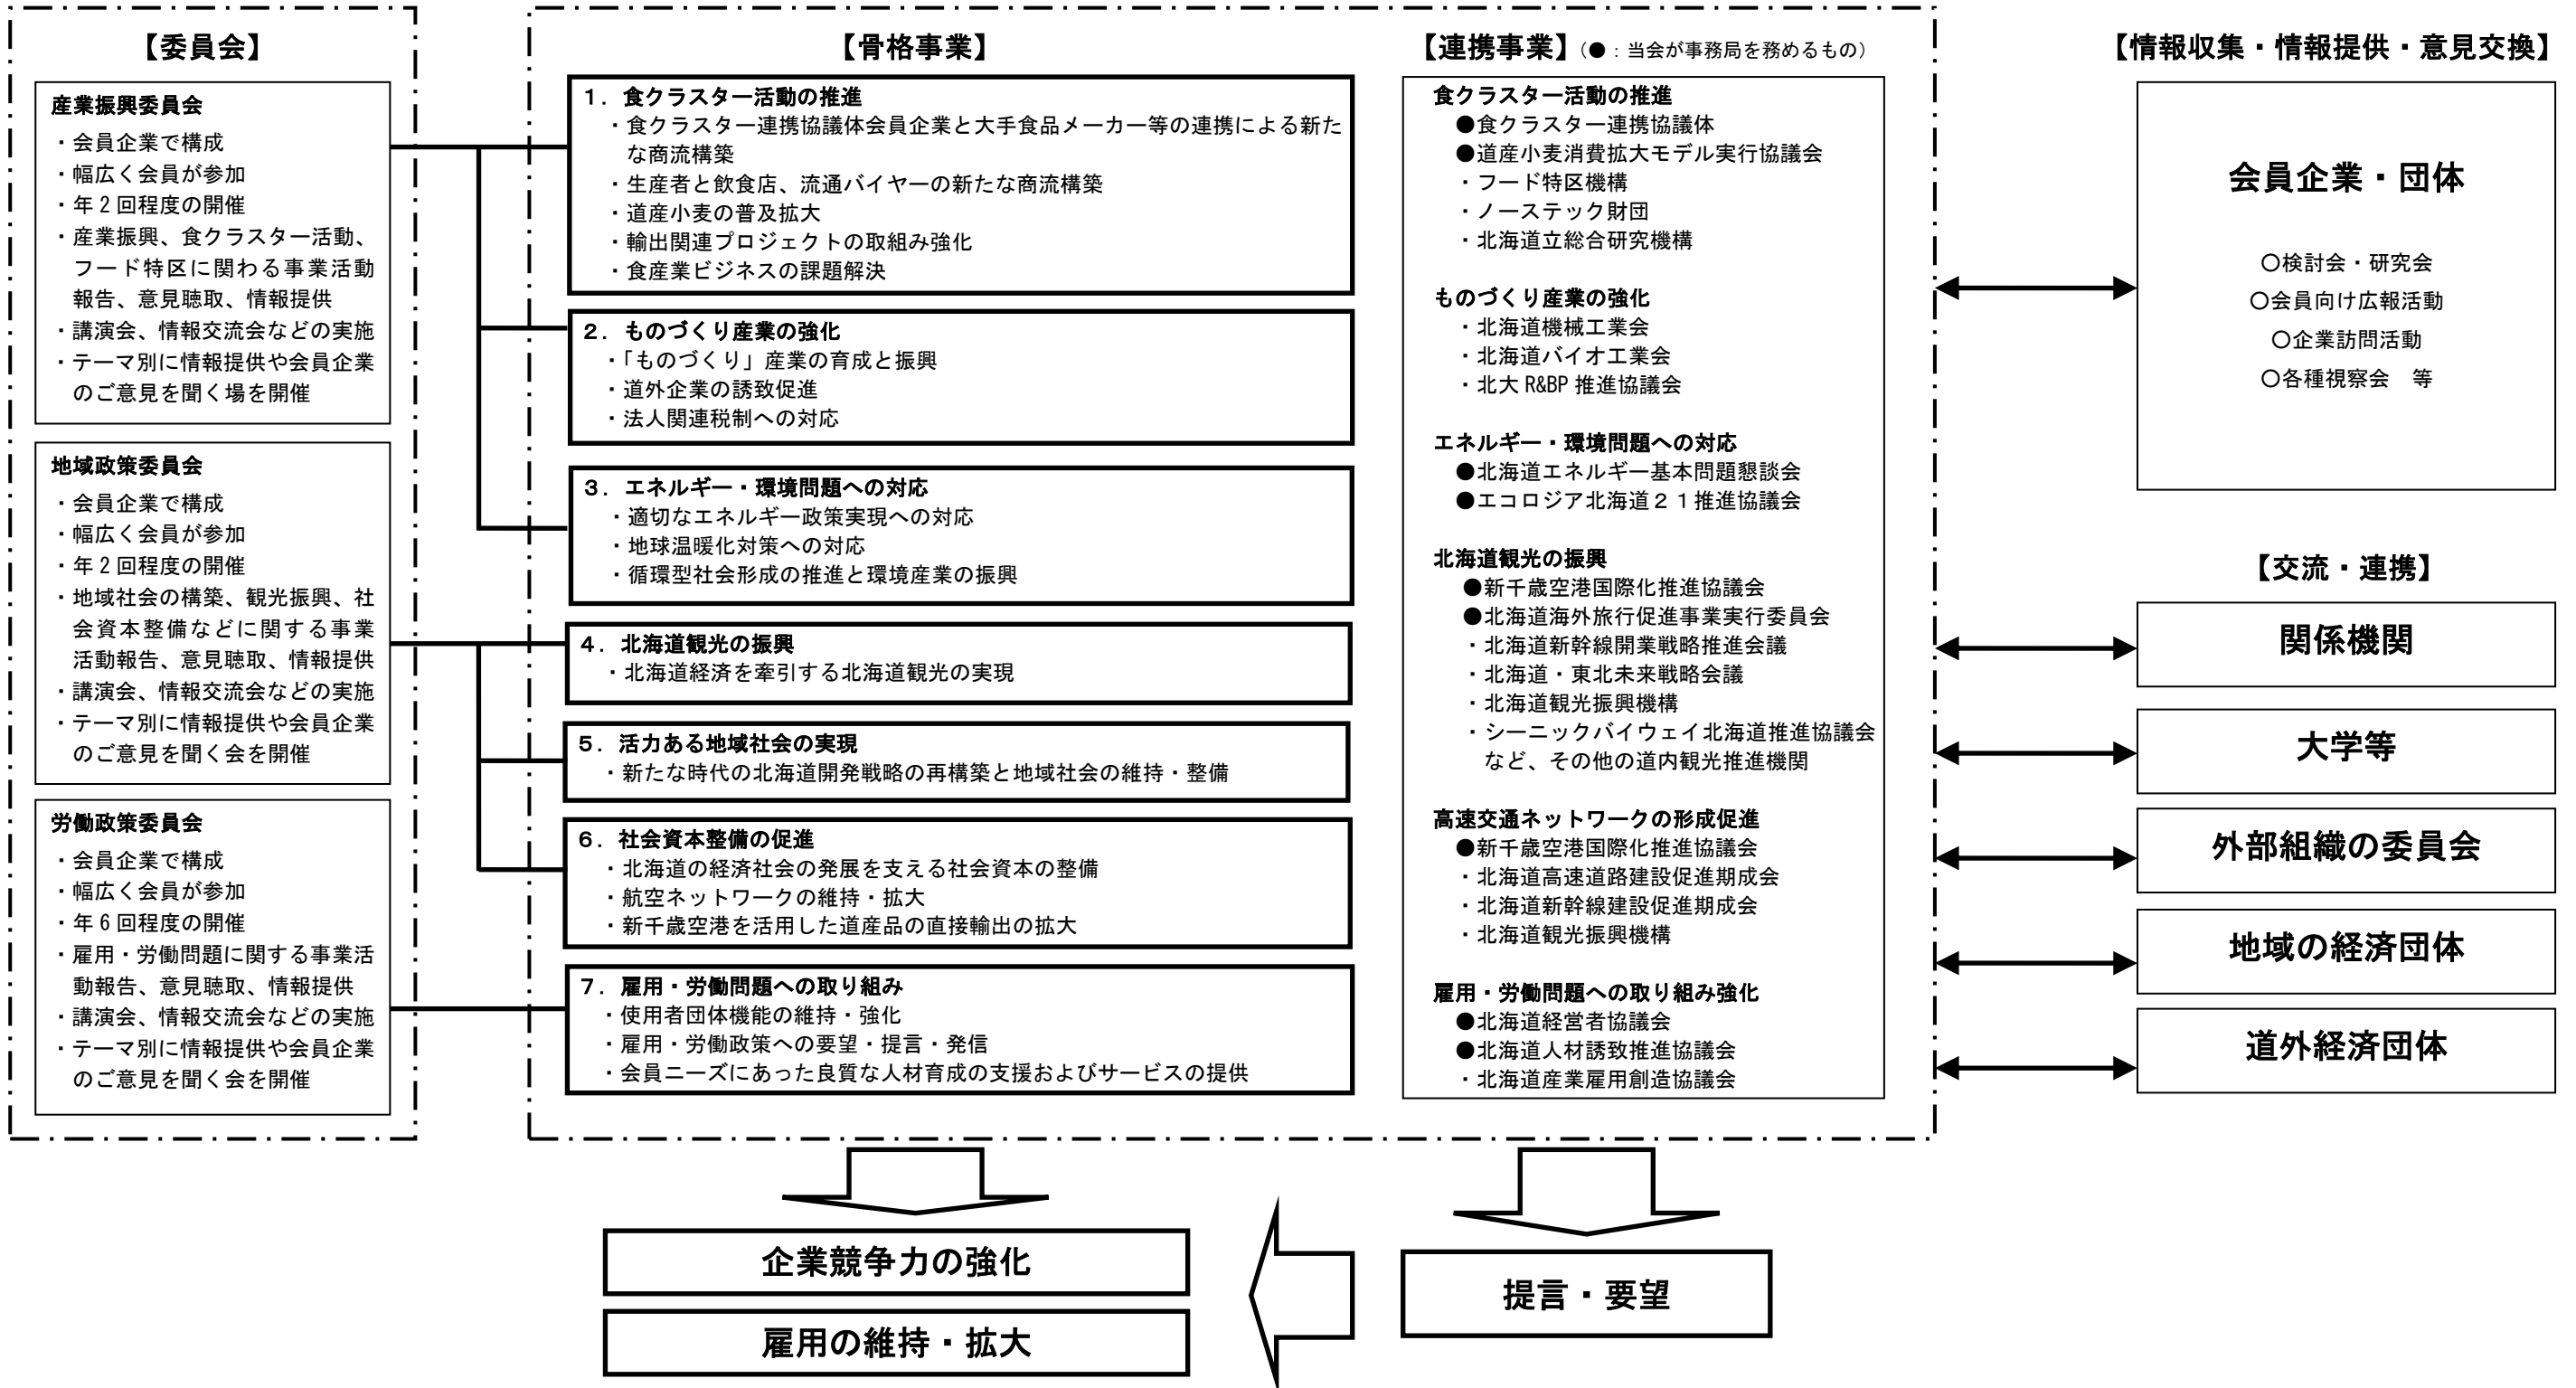 【委員会】
産業振興委員会
・会員企業で構成
・幅広く会員が参加
・年2回程度の開催
・産業振興、食クラスター活動、
フード特区に関わる事業活動
報告、意見聴取、情報提供
・講演会、情報交流会などの実施
・テーマ別に情報提供や会員企業
のご意見を聞く場を開催
地域政策委員会
・会員企業で構成
・幅広く会員が参加
・年2回程度の開催
・地域社会の構築、観光振興、社
会資本整備などに関する事業
活動報告、意見聴取、情報提供
・講演会、情報交流会などの実施
・テーマ別に情報提供や会員企業
のご意見を聞く会を開催
労働政策委員会
・会員企業で構成
・幅広く会員が参加
・年6回程度の開催
・雇用・労働問題に関する事業活
動報告、意見聴取、情報提供
・講演会、情報交流会などの実施
・テーマ別に情報提供や会員企業
のご意見を聞く会を開催
【骨格事業】
１．食クラスター活動の推進
・食クラスター連携協議体会員企業と大手食品メーカー等の連携による新た
な商流構築
・生産者と飲食店、流通バイヤーの新たな商流構築
・道産小麦の普及拡大
・輸出関連プロジェクトの取組み強化
・食産業ビジネスの課題解決
２．ものづくり産業の強化
・「ものづくり」産業の育成と振興
・道外企業の誘致促進
・法人関連税制への対応
３．エネルギー・環境問題への対応
・適切なエネルギー政策実現への対応
・地球温暖化対策への対応
・循環型社会形成の推進と環境産業の振興
４．北海道観光の振興
・北海道経済を牽引する北海道観光の実現
５．活力ある地域社会の実現
・新たな時代の北海道開発戦略の再構築と地域社会の維持・整備
６．社会資本整備の促進
・北海道の経済社会の発展を支える社会資本の整備
・航空ネットワークの維持・拡大
・新千歳空港を活用した道産品の直接輸出の拡大
７．雇用・労働問題への取り組み
・使用者団体機能の維持・強化
・雇用・労働政策への要望・提言・発信
・会員ニーズにあった良質な人材育成の支援およびサービスの提供
【連携事業】（●：当会が事務局を務めるもの）
食クラスター活動の推進
●食クラスター連携協議体
●道産小麦消費拡大モデル実行協議会
・フード特区機構
・ノーステック財団
・北海道立総合研究機構
ものづくり産業の強化
・北海道機械工業会
・北海道バイオ工業会
・北大R&BP推進協議会
エネルギー・環境問題への対応
●北海道エネルギー基本問題懇談会
●エコロジア北海道２１推進協議会
北海道観光の振興
●新千歳空港国際化推進協議会
●北海道海外旅行促進事業実行委員会
・北海道新幹線開業戦略推進会議
・北海道・東北未来戦略会議
・北海道観光振興機構
・シーニックバイウェイ北海道推進協議会
など、その他の道内観光推進機関
高速交通ネットワークの形成促進
●新千歳空港国際化推進協議会
・北海道高速道路建設促進期成会
・北海道新幹線建設促進期成会
・北海道観光振興機構
雇用・労働問題への取り組み強化
●北海道経営者協議会
●北海道人材誘致推進協議会
・北海道産業雇用創造協議会
【情報収集・情報提供・意見交換】
会員企業・団体
○検討会・研究会
○会員向け広報活動
○企業訪問活動
○各種視察会　等
【交流・連携】
関係機関
大学等
外部組織の委員会
地域の経済団体
道外経済団体
企業競争力の強化
雇用の維持・拡大
提言・要望